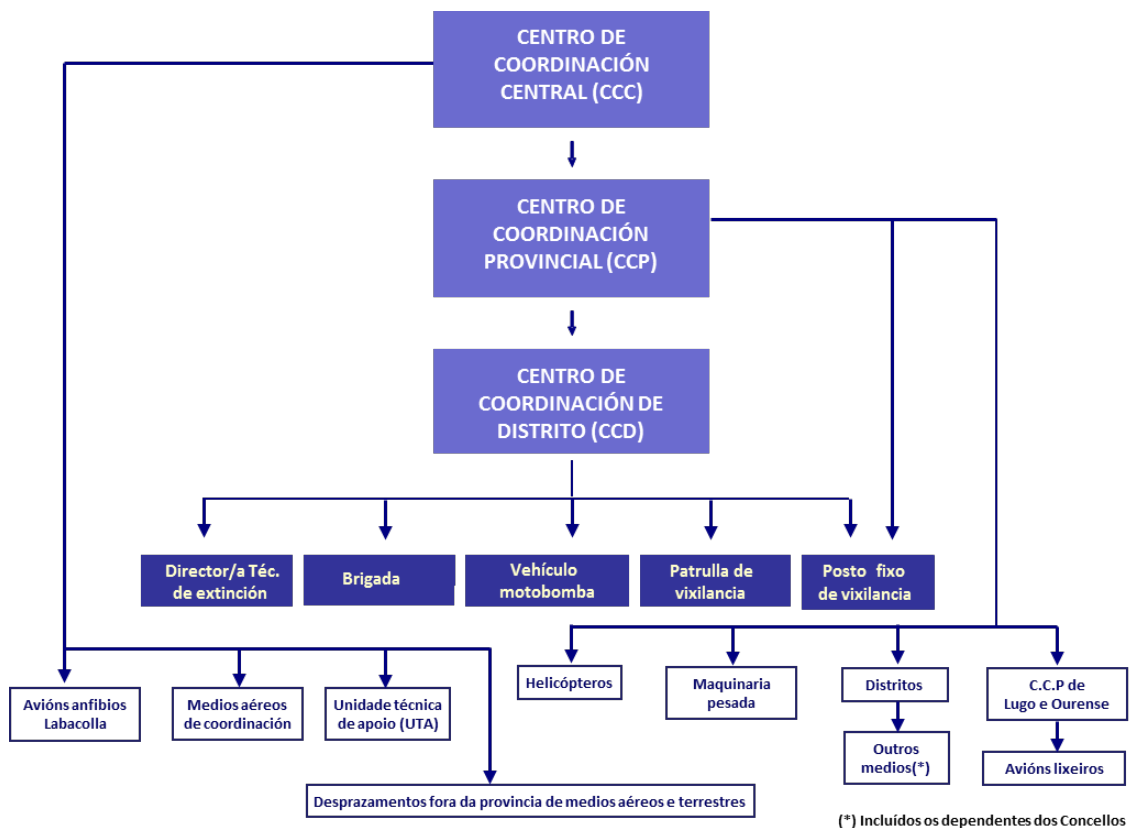 CENTRO DE
COORDINACIÓN
CENTRAL (CCC)
CENTRO DE
COORDINACIÓN
PROVINCIAL (CCP)
CENTRO DE
COORDINACIÓN DE
DISTRITO (CCD)
Director/a Téc.
de extinción
Brigada
Vehículo
motobomba
Patrulla de
vixilancia
Posto fixo
de vixilancia
Avións anfibios
Labacolla
Medios aéreos
de coordinación
Unidade técnica
de apoio (UTA)
Helicópteros
Maquinaria
pesada
Distritos
C.C.P de
Lugo e Ourense
Outros
medios(*)
Avións lixeiros
Desprazamentos fora da provincia de medios aéreos e terrestres
(*) Incluídos os dependentes dos Concellos